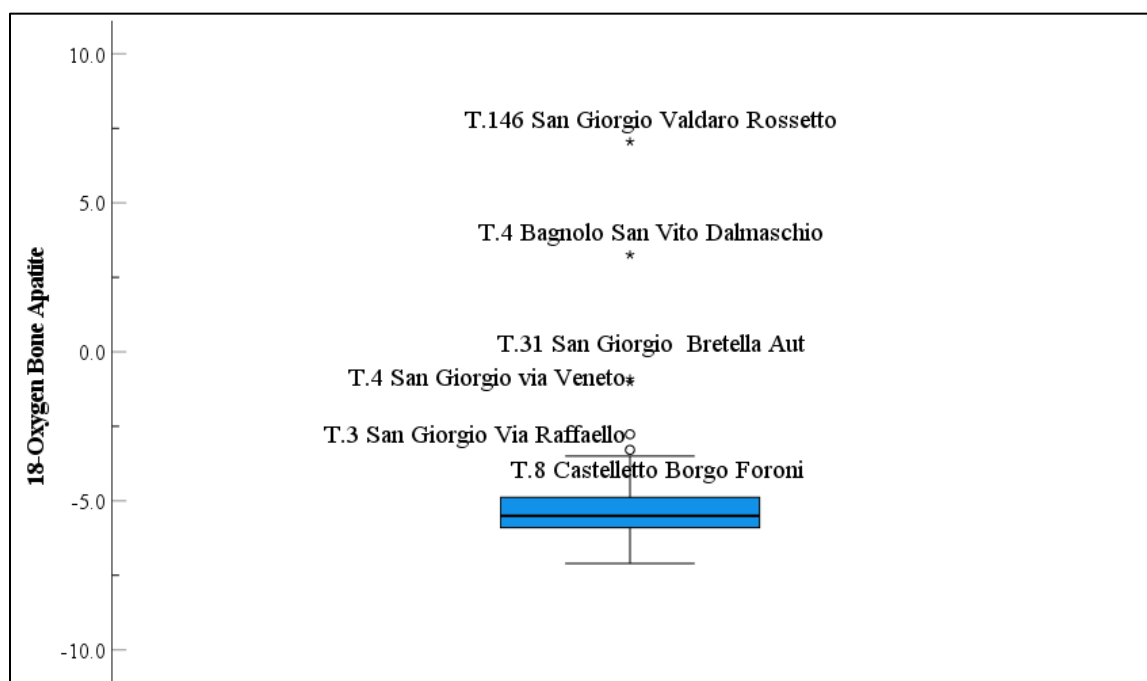 10.0
T.146 San Giorgio Valdaro Rossetto
5.0
T.4 Bagnolo San Vito Dalmaschio
18-Oxygen Bone Apatite
T.31 San Giorgio Bretella Aut
0.0
T.4 San Giorgio via Veneto
T.3 San Giorgio Via Raffaello
T.8 Castelletto Borgo Foroni
-5.0
-10.0